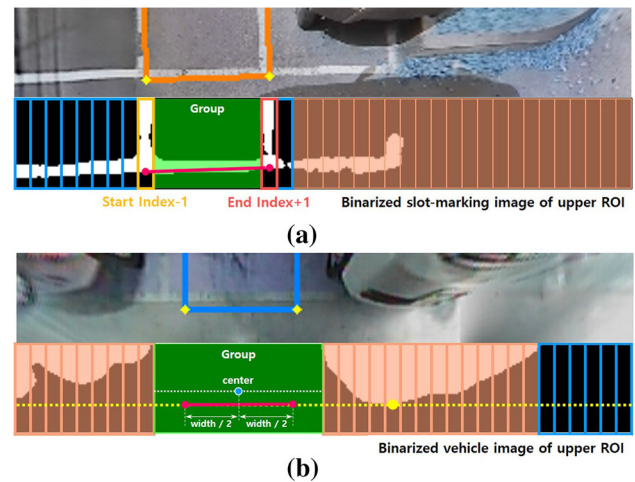 Group
Start Index-1
End Index+1
Binarized slot-marking image of upper ROI
(a)
Group
center
width / 2
width / 2
Binarized vehicle image of upper ROI
(b)